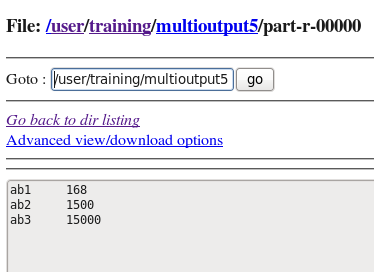 File: /user/training/multioutput5/part-r-00000
Goto : /user/training/multioutput5 go
Go back to dir listing
Advanced view/download options
ab1 168
ab2 1500
ab3 15000